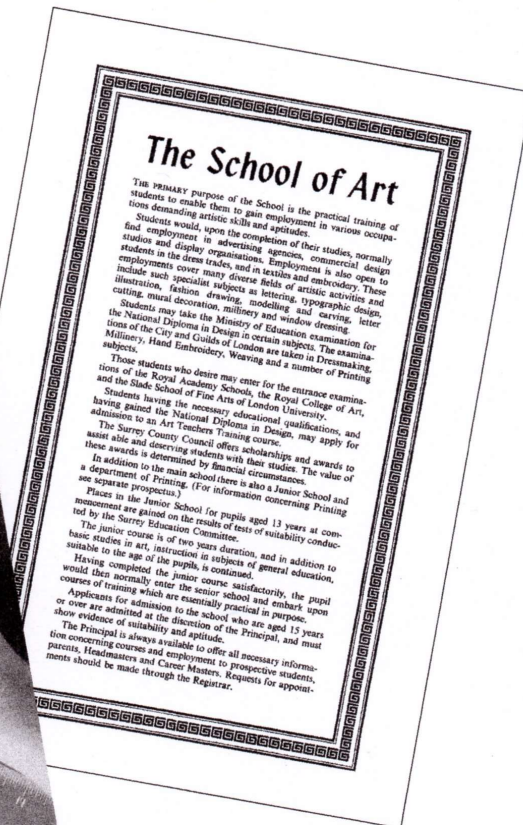 The School of Art
THE PRIMARY purpose of the School is the practical training of
students to enable them to gain employment in various occupa-
tions demanding artistic skills and aptitudes.
Students would, upon the completion of their studies, normally
find employment in advertising agencies, commercial design
studios and display organisations. Employment is also open to
students in the dress trades, and in textiles and embroidery. These
employments cover many diverse fields of artistic activities and
include such specialist subjects as lettering, typographic design,
illustration, fashion drawing, modelling and carving, letter
cutting, mural decoration, millinery and window dressing.
Students may take the Ministry of Education examination for
the National Diploma in Design in certain subjects. The examina-
tions of the City and Guilds of London are taken in Dressmaking,
Millinery, Hand Embroidery, Weaving and a number of Printing
subjects.
Those students who desire may enter for the entrance examina-
tions of the Royal Academy Schools, the Royal College of Art,
and the Slade School of Fine Arts of London University.
Students having the necessary educational qualifications, and
having gained the National Diploma in Design, may apply for
admission to an Art Teachers Training course.
The Surrey County Council offers scholarships and awards to
assist able and deserving students with their studies. The value of
these awards is determined by financial circumstances.
In addition to the main school there is also a Junior School and
a department of Printing. (For information concerning Printing
see separate prospectus.)
Places in the Junior School for pupils aged 13 years at com-
mencement are gained on the results of tests of suitability conduc-
ted by the Surrey Education Committee.
The junior course is of two years duration, and in addition to
basic studies in art, instruction in subjects of general education,
suitable to the age of the pupils, is continued.
Having completed the junior course satisfactorily, the pupil
would then normally enter the senior school and embark upon
courses of training which are essentially practical in purpose.
Applicants for admission to the school who are aged 15 years
or over are admitted at the discretion of the Principal, and must
show evidence of suitability and aptitude.
The Principal is always available to offer all necessary informa-
tion concerning courses and employment to prospective students,
parents, Headmasters and Career Masters. Requests for appoint-
ments should be made through the Registrar.